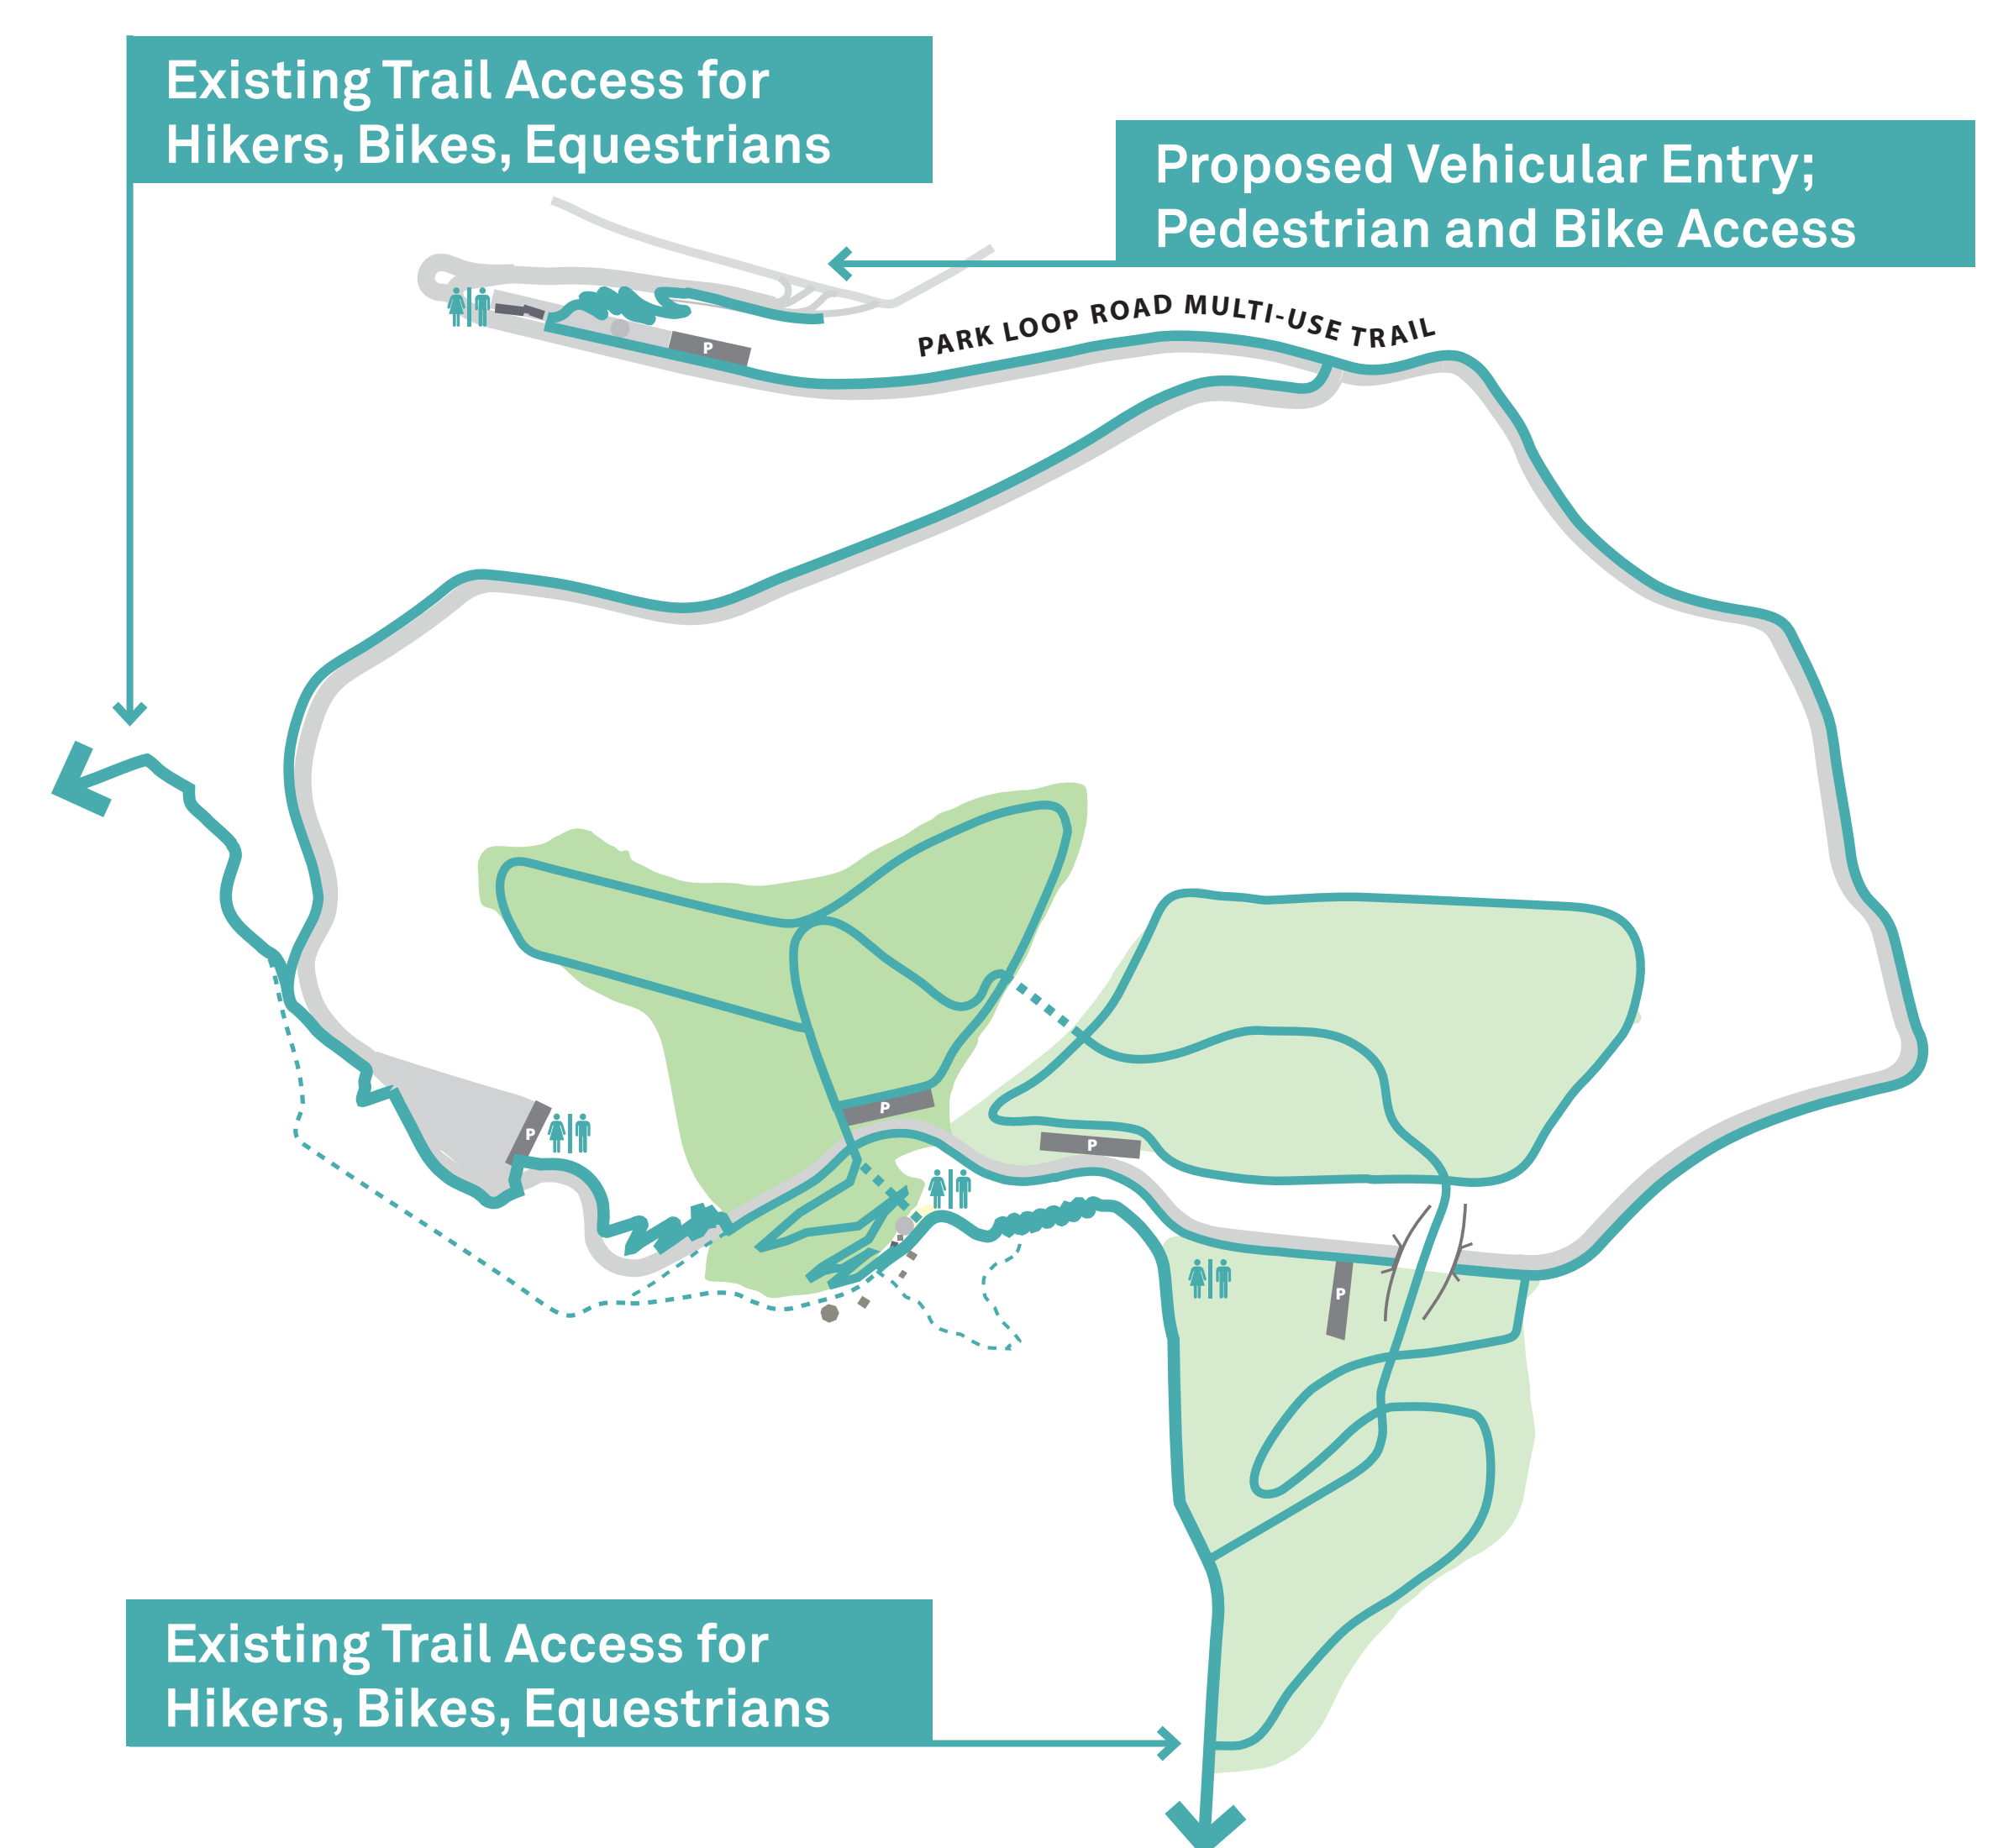 Existing Trail Access for
Hikers, Bikes, Equestrians
Proposed Vehicular Entry;
Pedestrian and Bike Access
PARK LOOP ROAD MULTI-USE TRAIL
P
P
P
P
P
Existing Trail Access for
Hikers, Bikes, Equestrians